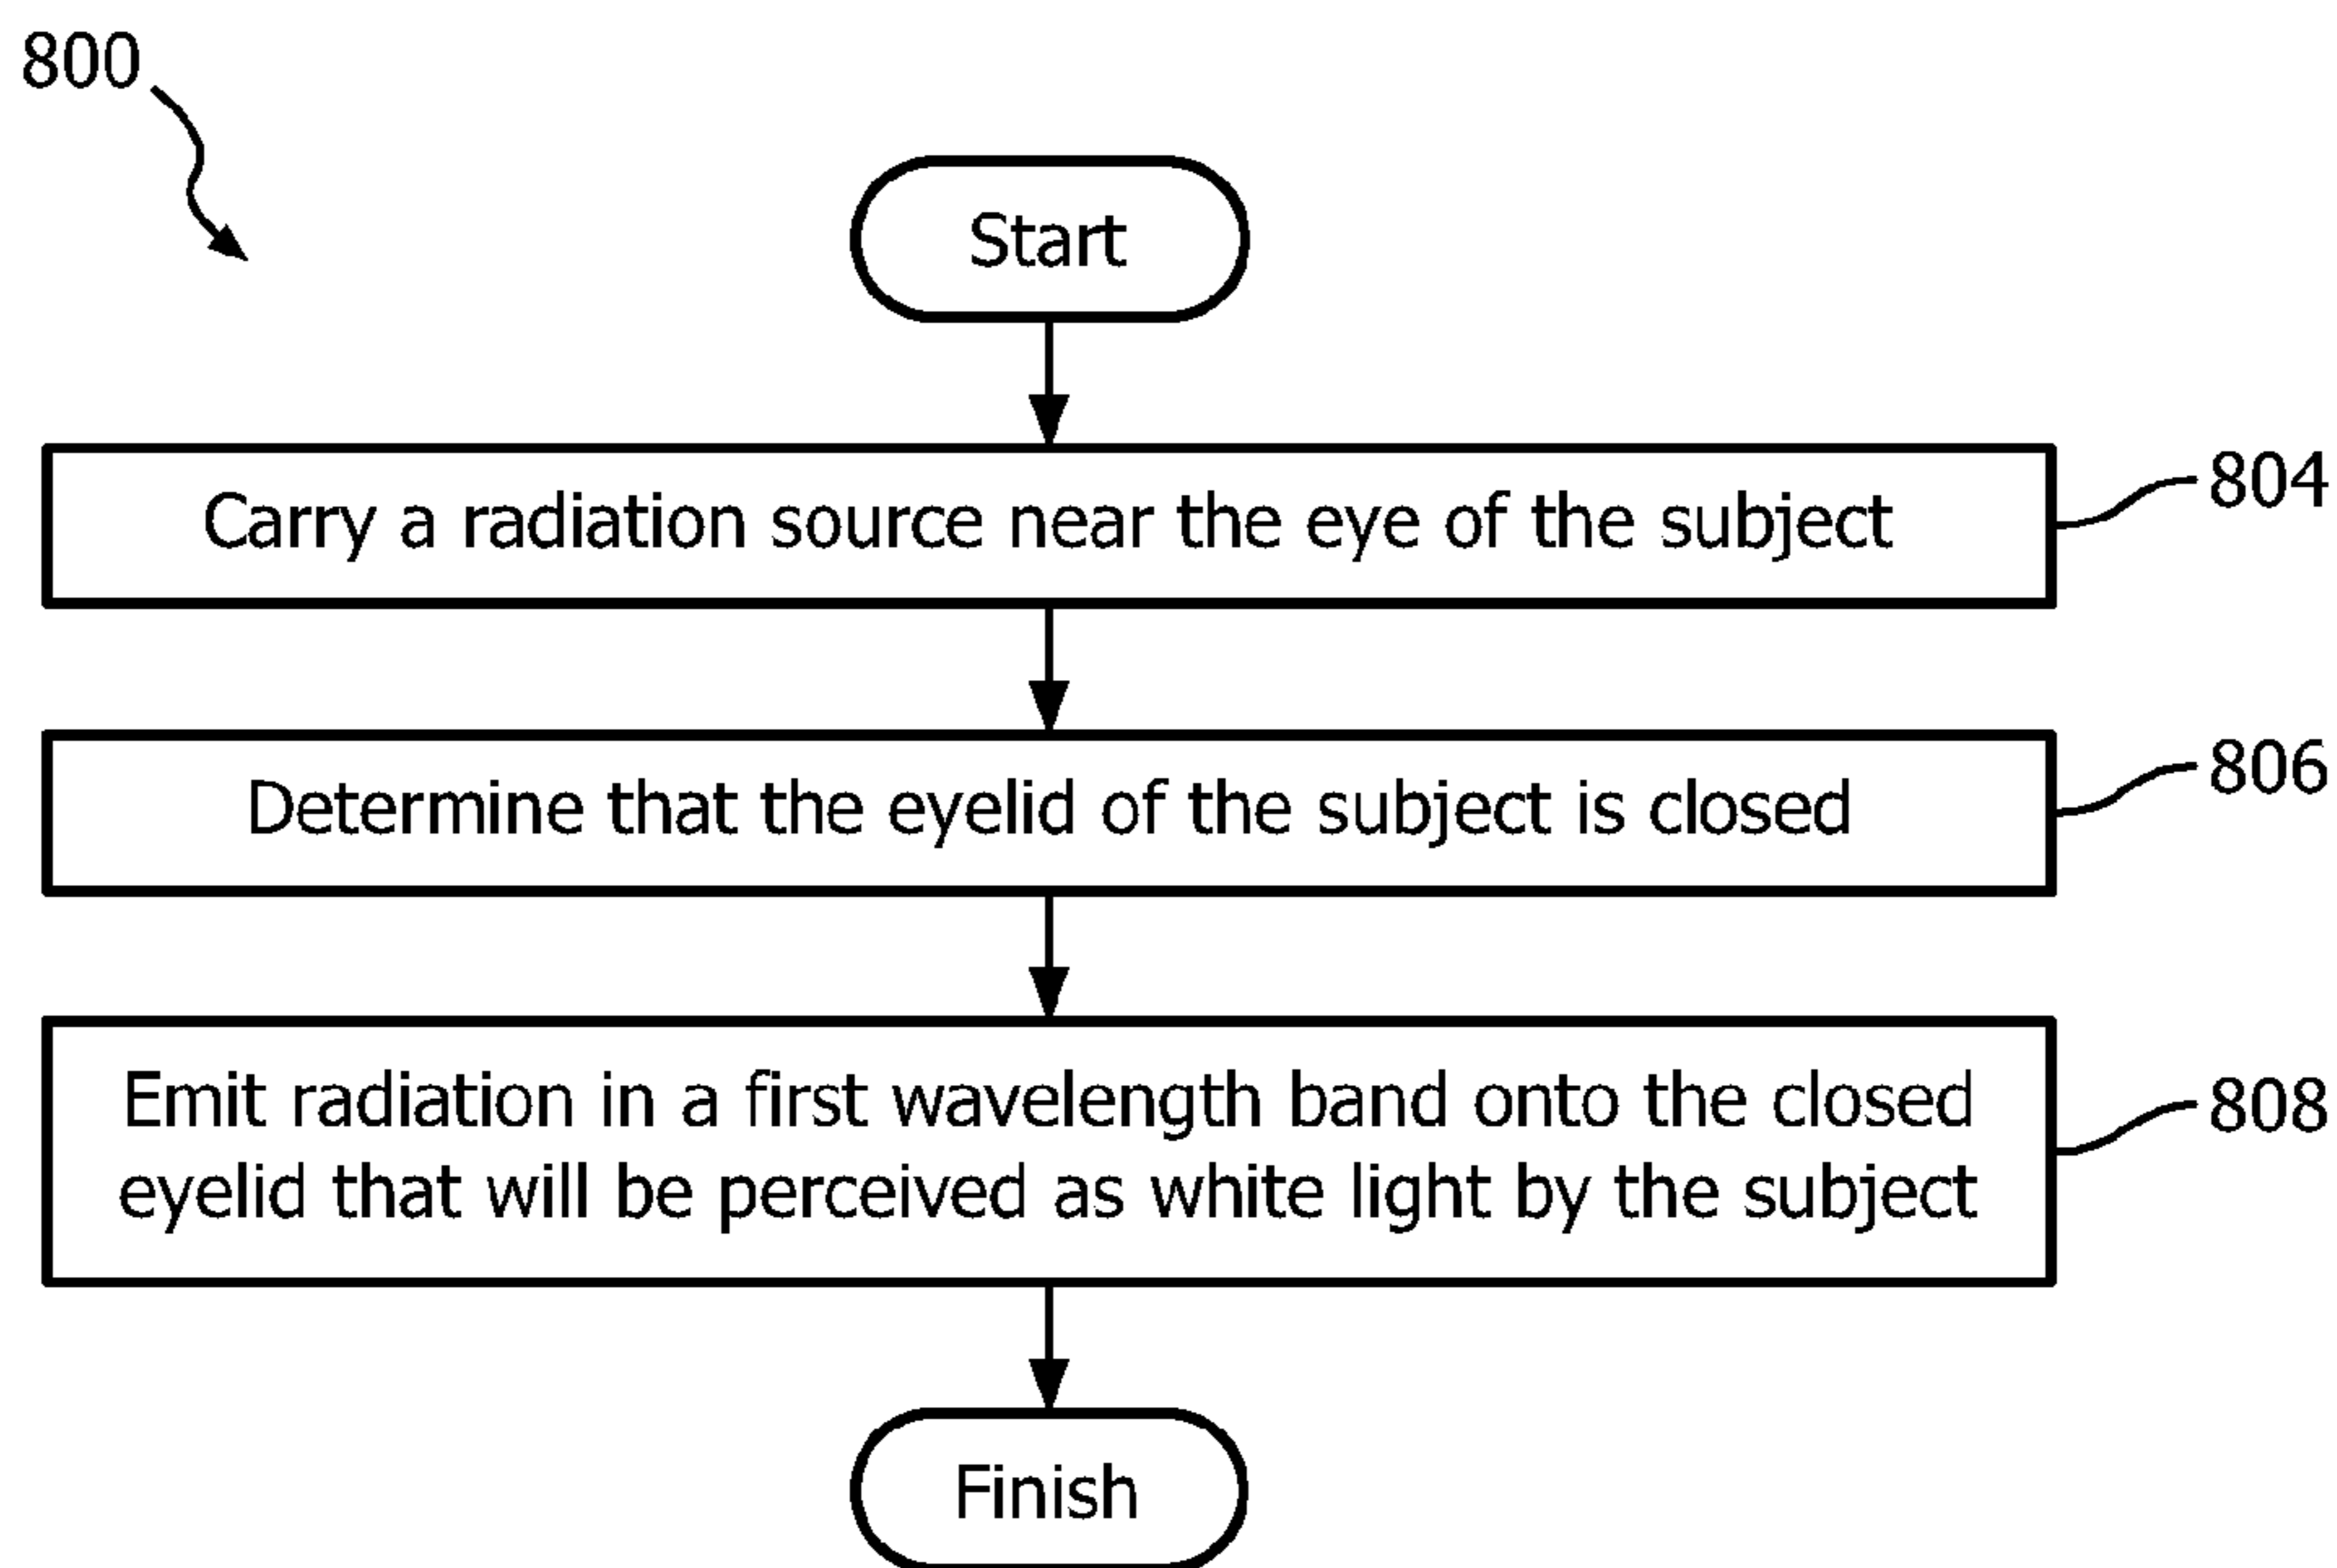 800
Start
Carry a radiation source near the eye of the subject
804
Determine that the eyelid of the subject is closed
806
Emit radiation in a first wavelength band onto the closed
eyelid that will be perceived as white light by the subject
808
Finish